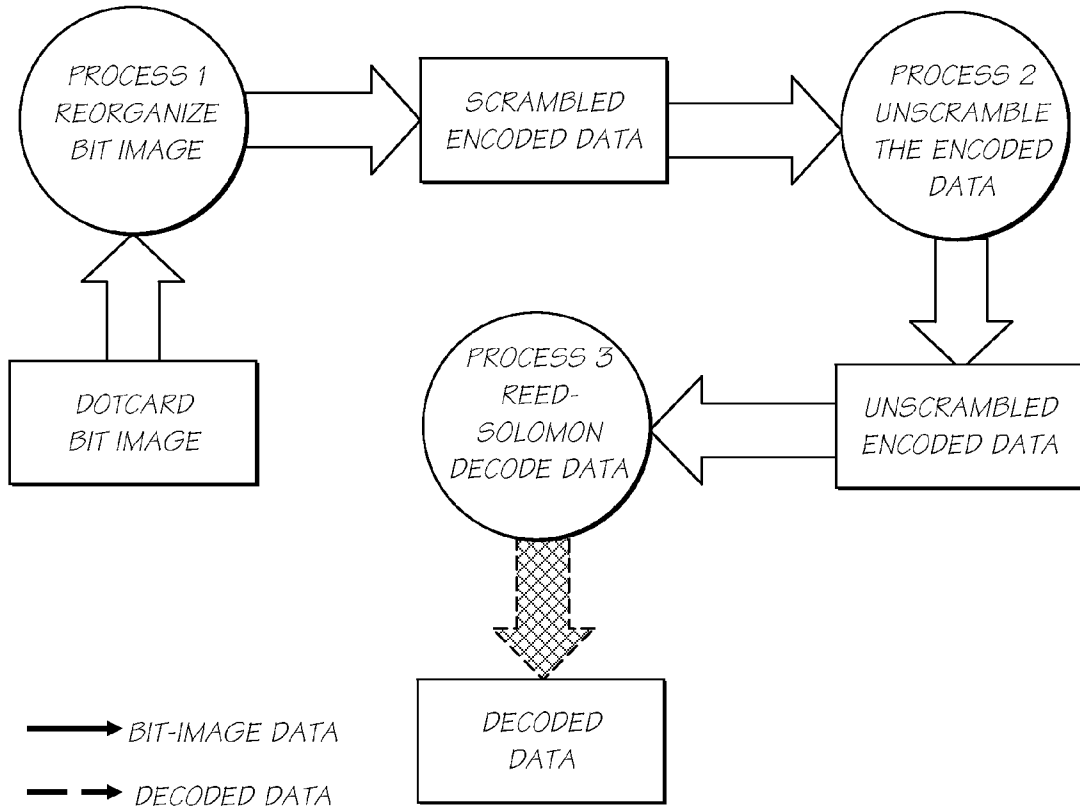 PROCESS 1
REORGANIZE
BIT IMAGE
SCRAMBLED
ENCODED DATA
PROCESS 2
UNSCRAMBLE
THE ENCODED
DATA
DOTCARD
BIT IMAGE
PROCESS 3
REED-
SOLOMON
DECODE DATA
UNSCRAMBLED
ENCODED DATA
DECODED
DATA
BIT-IMAGE DATA
DECODED DATA